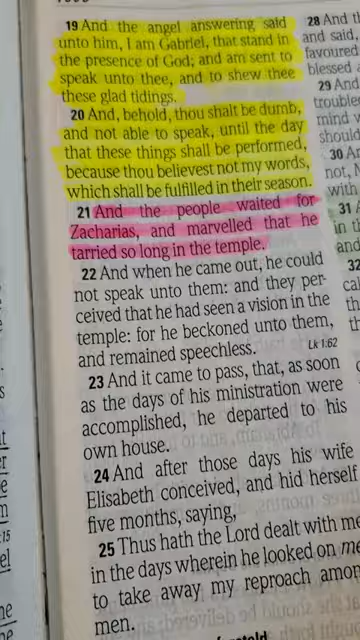 19 And the angel answering said
unto him, I am Gabriel, that stand in
the presence of God; and am sent to
speak unto thee, and to shew thee
these glad tidings.
20 And, behold, thou shalt be dumb,
and not able to speak, until the day
that these things shall be performed,
because thou believest not my words,
which shall be fulfilled in their season.
21 And the people waited for
Zacharias, and marvelled that he
tarried so long in the temple.
22 And when he came out, he could
not speak unto them: and they per-
ceived that he had seen a vision in the
temple: for he beckoned unto them,
and remained speechless.
Lk 1:62
23 And it came to pass, that, as soon
as the days of his ministration were
accomplished, he departed to his
own house.
24 And after those days his wife
Elisabeth conceived, and hid herself
five months, saying,
25 Thus hath the Lord dealt with me
in the days wherein he looked on me
to take away my reproach
men.
28 And
and said,
favoured
blessed
29 And
mind
should
30
not,
with
31
and
32